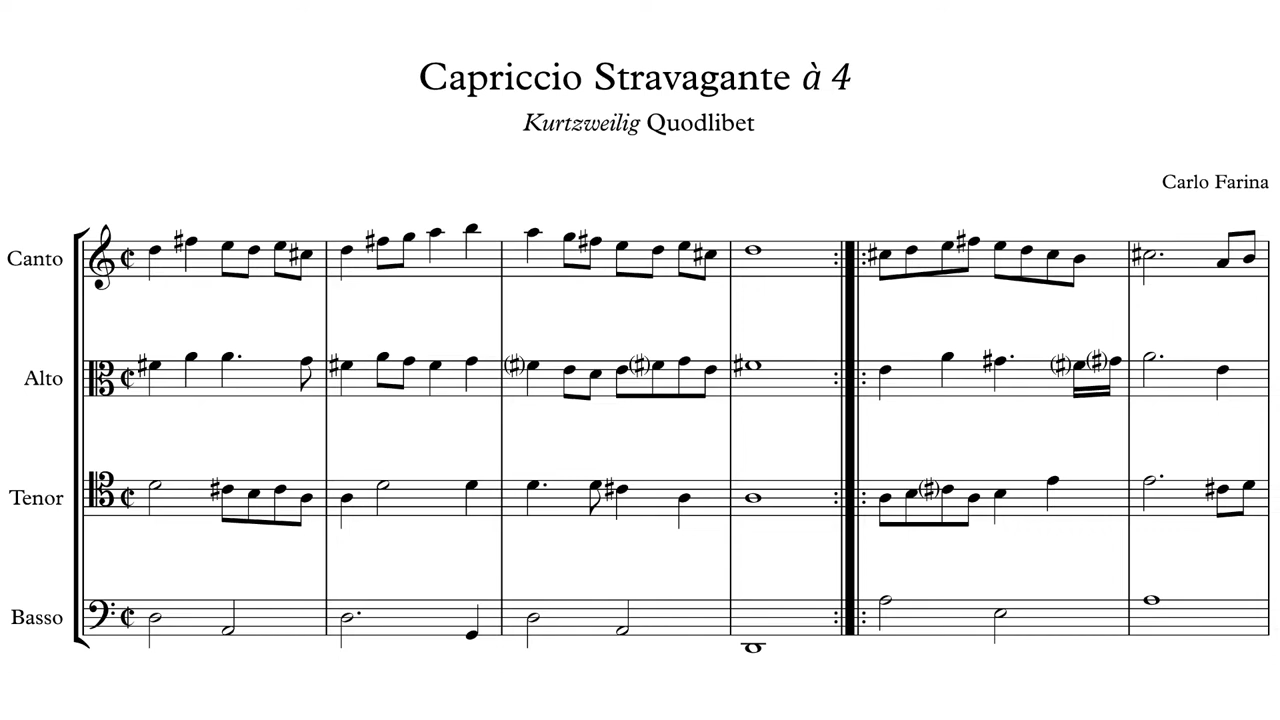 Capriccio Stravagante à 4
Kurtzweilig Quodlibet
Carlo Farina
Canto
Alto
Tenor
Basso